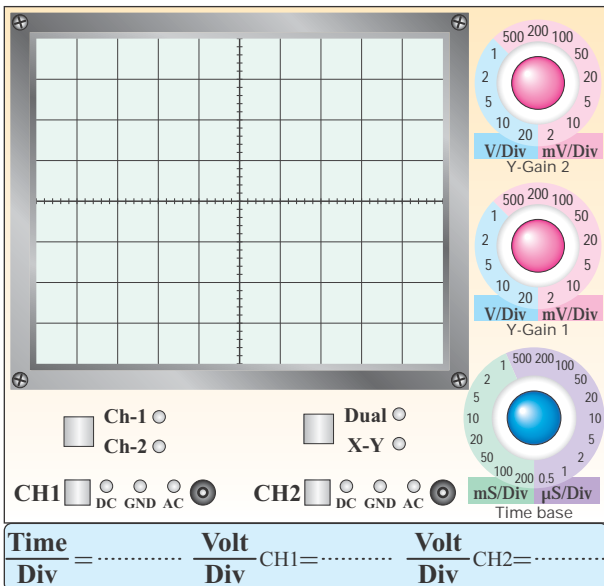 500 200 100
1 50
2 20
5 10
10 5
20 2
V/Div mV/Div
Y-Gain 2
500 200 100
1 50
2 20
5 10
10 5
20 2
V/Div mV/Div
Y-Gain 1
500 200 100
1 50
2 20
5 10
10 5
20 2
50 1
100 200 0.5
mS/Div µS/Div
Time base
Ch-1 Dual
Ch-2 X-Y
CH1 DC GND AC CH2 DC GND AC
Time/Div =........... Volt/Div CH1=........... Volt/Div CH2=...........